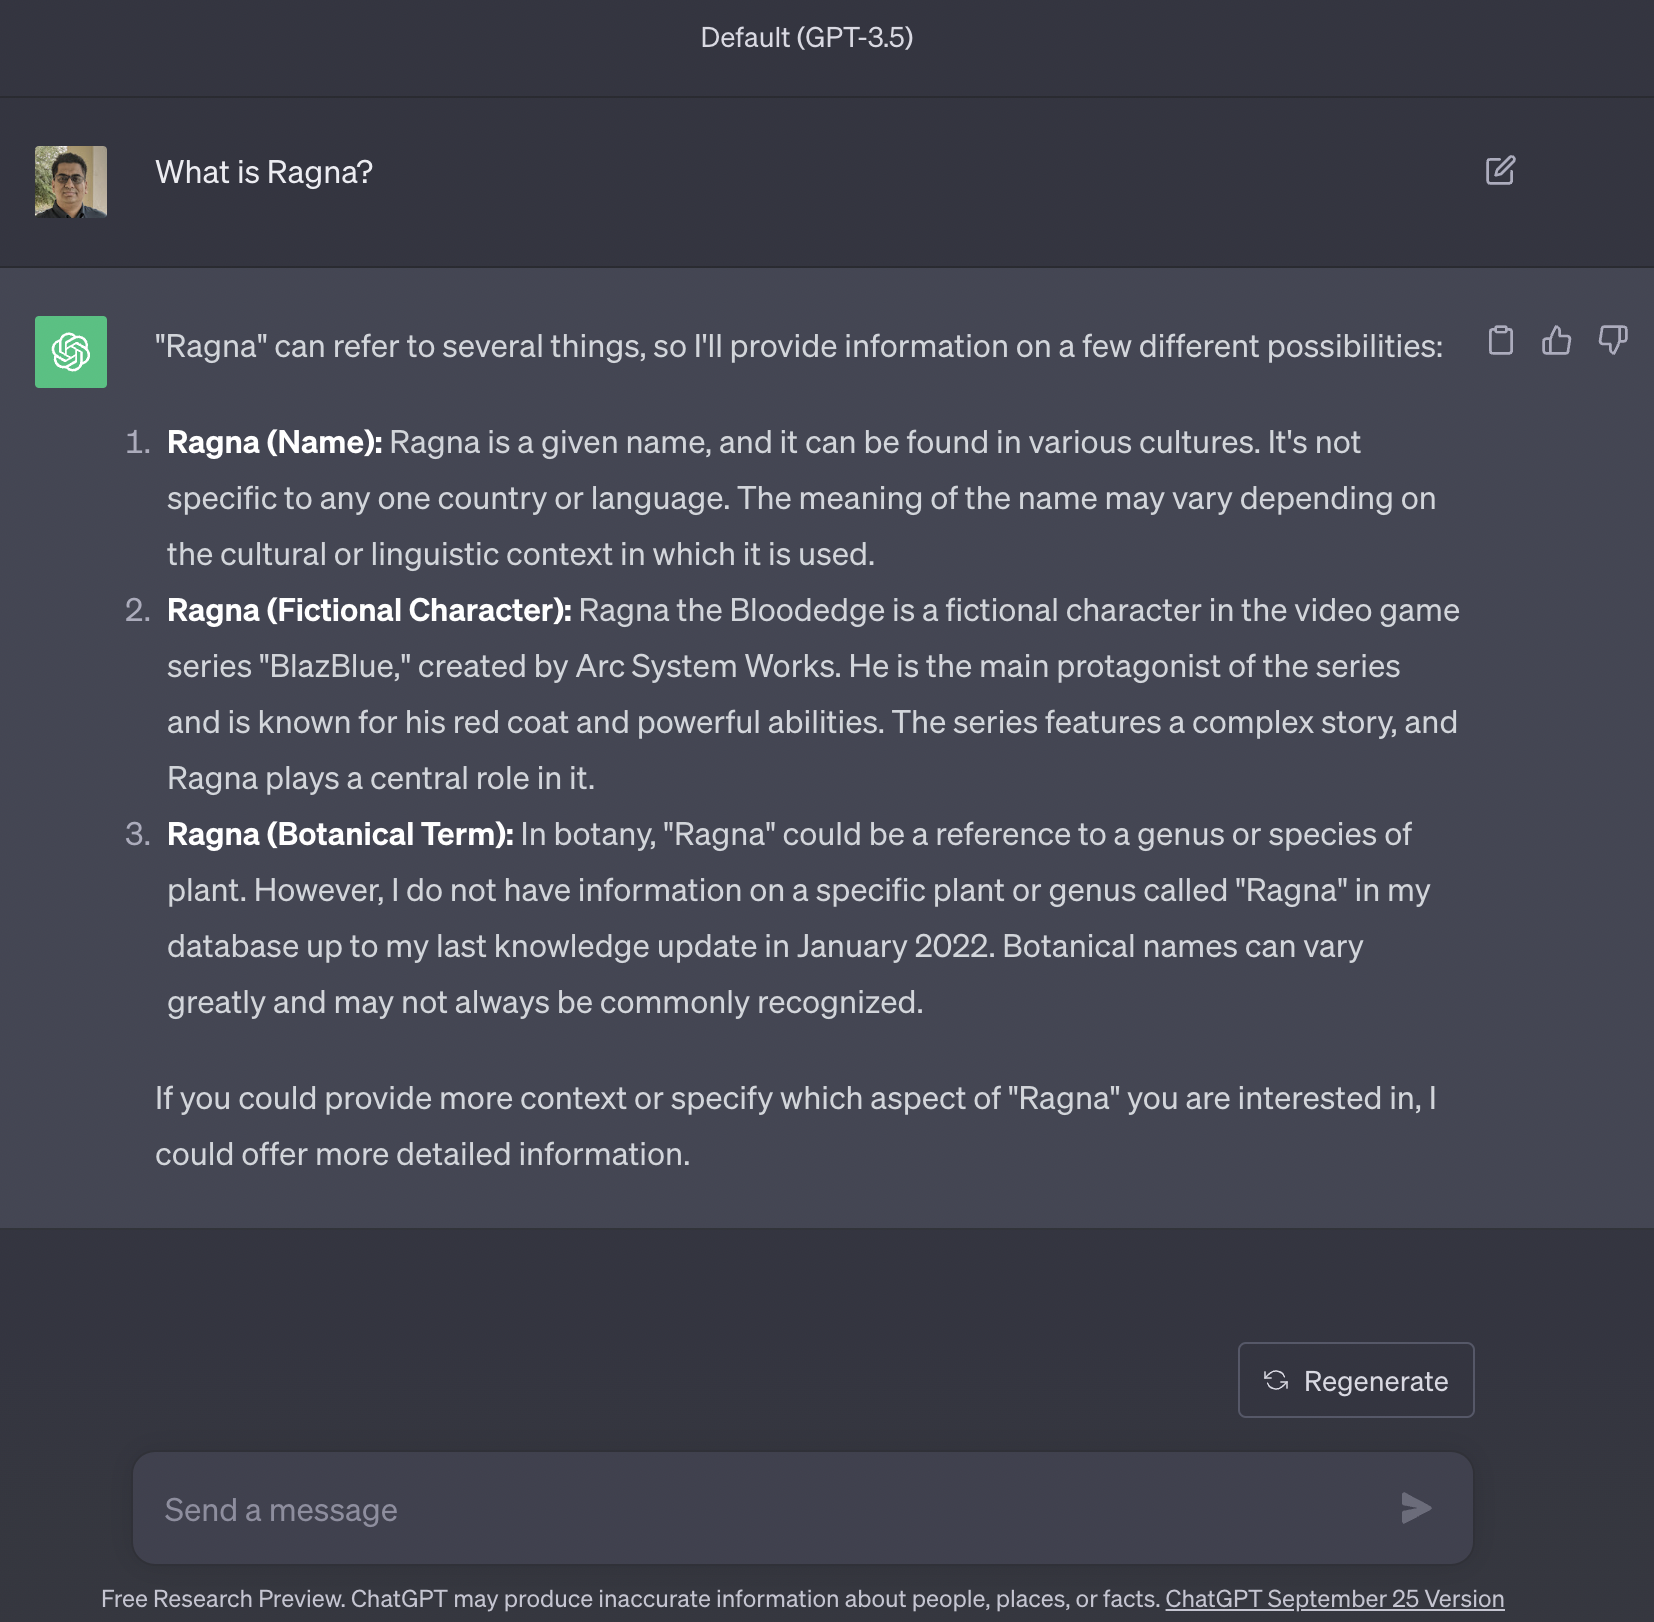 Default (GPT-3.5)
What is Ragna?
"Ragna" can refer to several things, so I'll provide information on a few different possibilities:
1. Ragna (Name): Ragna is a given name, and it can be found in various cultures. It's not
specific to any one country or language. The meaning of the name may vary depending on
the cultural or linguistic context in which it is used.
2. Ragna (Fictional Character): Ragna the Bloodedge is a fictional character in the video game
series "BlazBlue," created by Arc System Works. He is the main protagonist of the series
and is known for his red coat and powerful abilities. The series features a complex story, and
Ragna plays a central role in it.
3. Ragna (Botanical Term): In botany, "Ragna" could be a reference to a genus or species of
plant. However, I do not have information on a specific plant or genus called "Ragna" in my
database up to my last knowledge update in January 2022. Botanical names can vary
greatly and may not always be commonly recognized.
If you could provide more context or specify which aspect of "Ragna" you are interested in, I
could offer more detailed information.
Regenerate
Send a message
Free Research Preview. ChatGPT may produce inaccurate information about people, places, or facts. ChatGPT September 25 Version